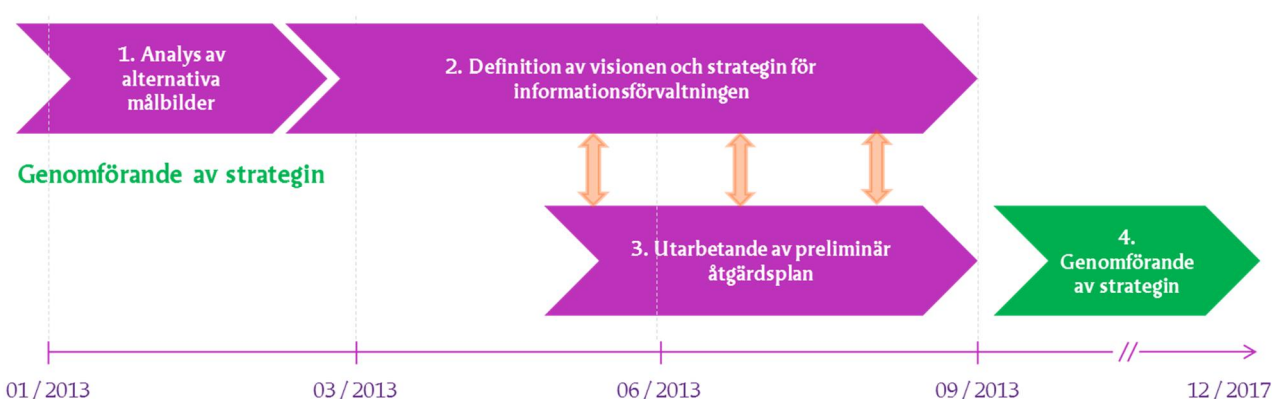 1. Analys av
alternativa
målbilder
2. Definition av visionen och strategin för
informationsförvaltningen
Genomförande av strategin
3. Utarbetande av preliminär
åtgärdsplan
4.
Genomförande
av strategin
01 / 2013
03 / 2013
06 / 2013
09 / 2013
12 / 2017